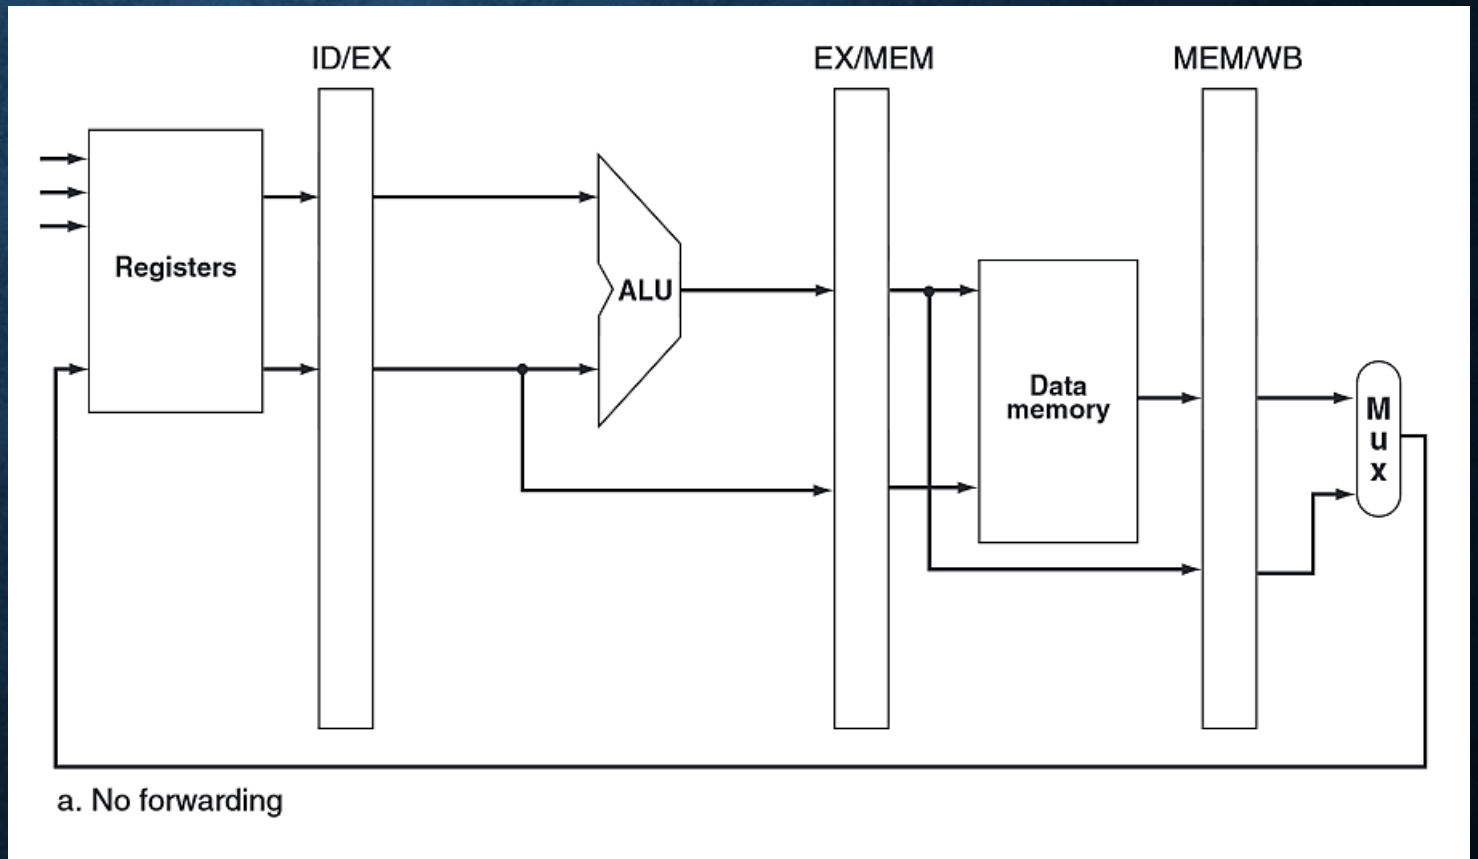 ID/EX
EX/MEM
MEM/WB
Registers
ALU
Data
memory
M
u
x
a. No forwarding